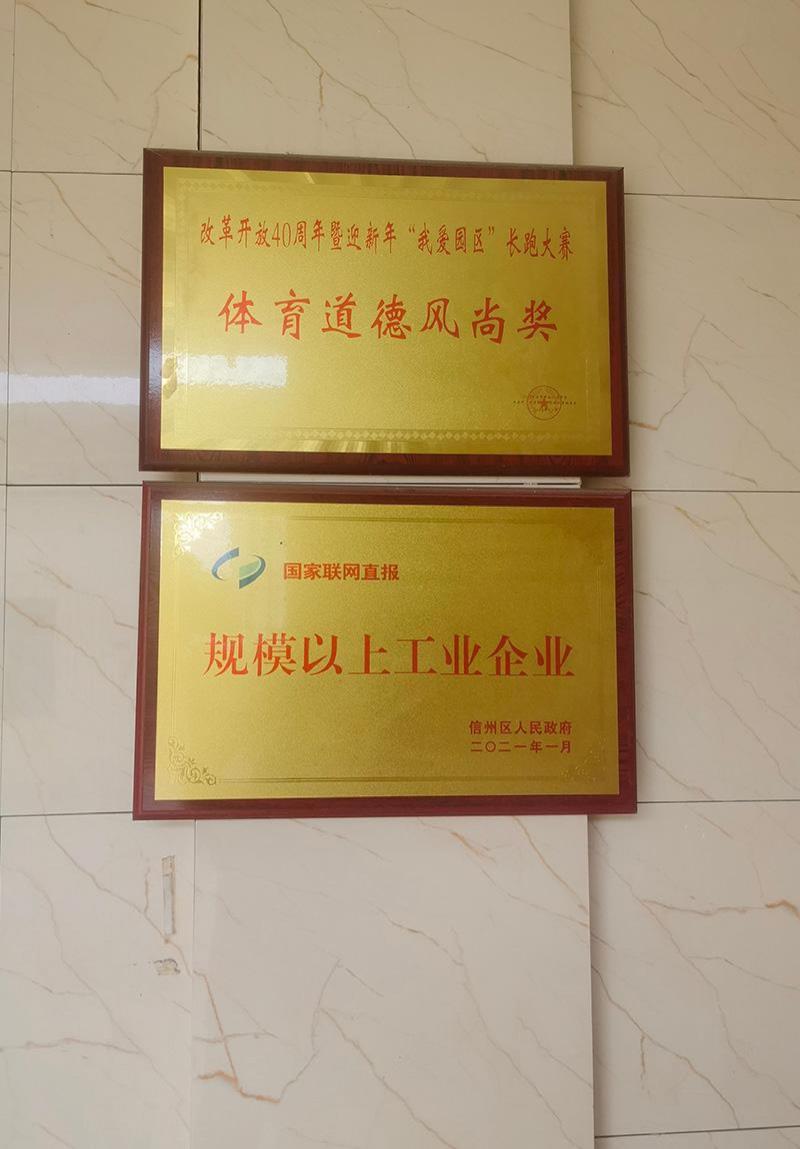 改革开放40周年暨迎新年“我爱园区”长跑大赛
体育道德风尚奖
国家联网直报
规模以上工业企业
信州区人民政府
二〇二一年一月